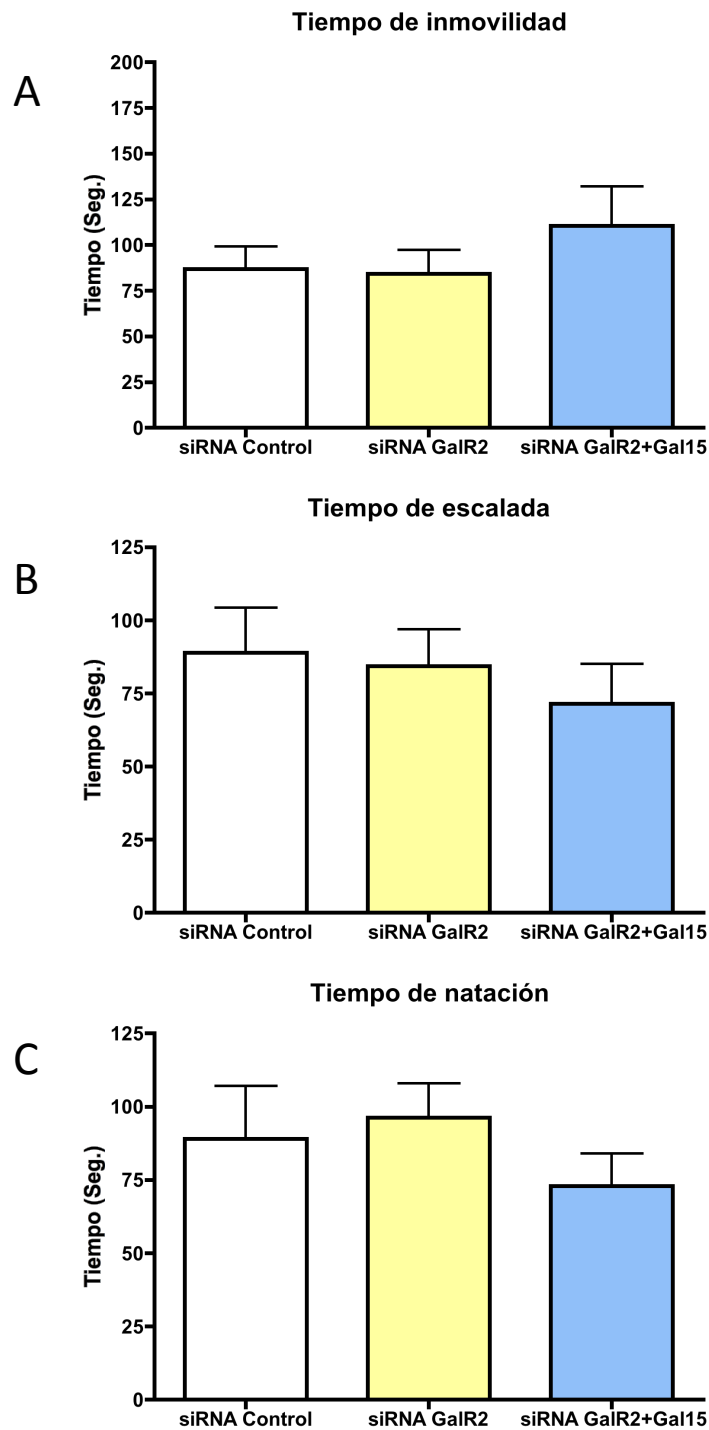 Tiempo de inmovilidad
A
Tiempo (Seg.)
200
175
150
125
100
75
50
25
0
siRNA Control siRNA GalR2 siRNA GalR2+Gal15
Tiempo de escalada
B
Tiempo (Seg.)
125
100
75
50
25
0
siRNA Control siRNA GalR2 siRNA GalR2+Gal15
Tiempo de natación
C
Tiempo (Seg.)
125
100
75
50
25
0
siRNA Control siRNA GalR2 siRNA GalR2+Gal15